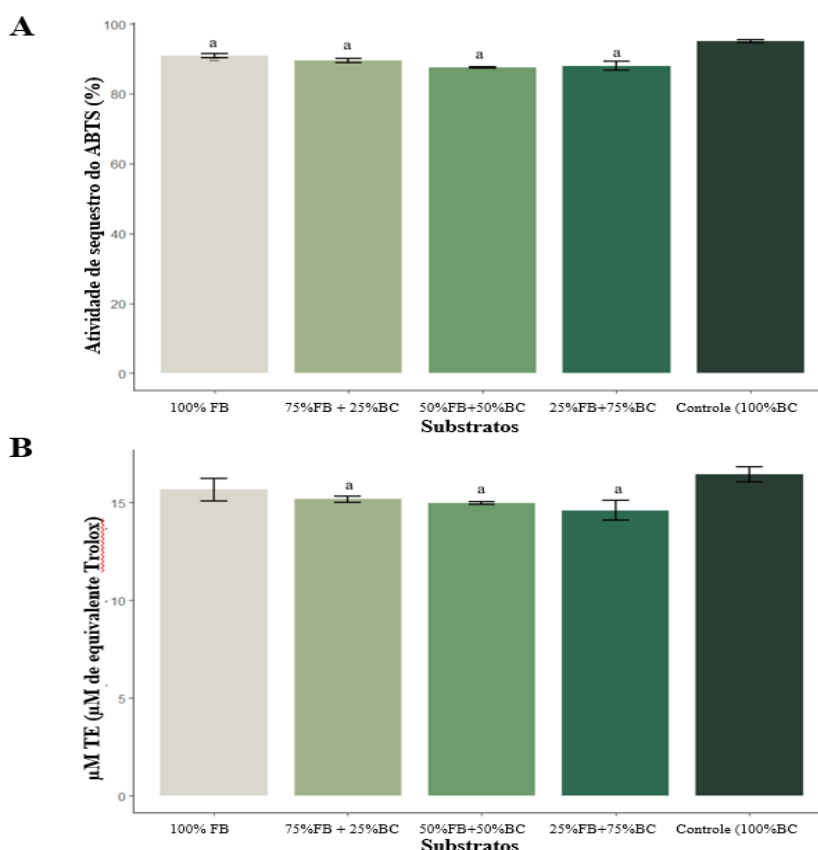 A
Atividade de sequestro do ABTS (%)
100
80
60
40
20
0
a
a
a
a
100% FB
75%FB + 25%BC
50%FB+50%BC
25%FB+75%BC
Controle (100%BC
Substratos
B
µM TE (µM de equivalente Trolox)
15
10
5
0
a
a
a
100% FB
75%FB + 25%BC
50%FB+50%BC
25%FB+75%BC
Controle (100%BC
Substratos